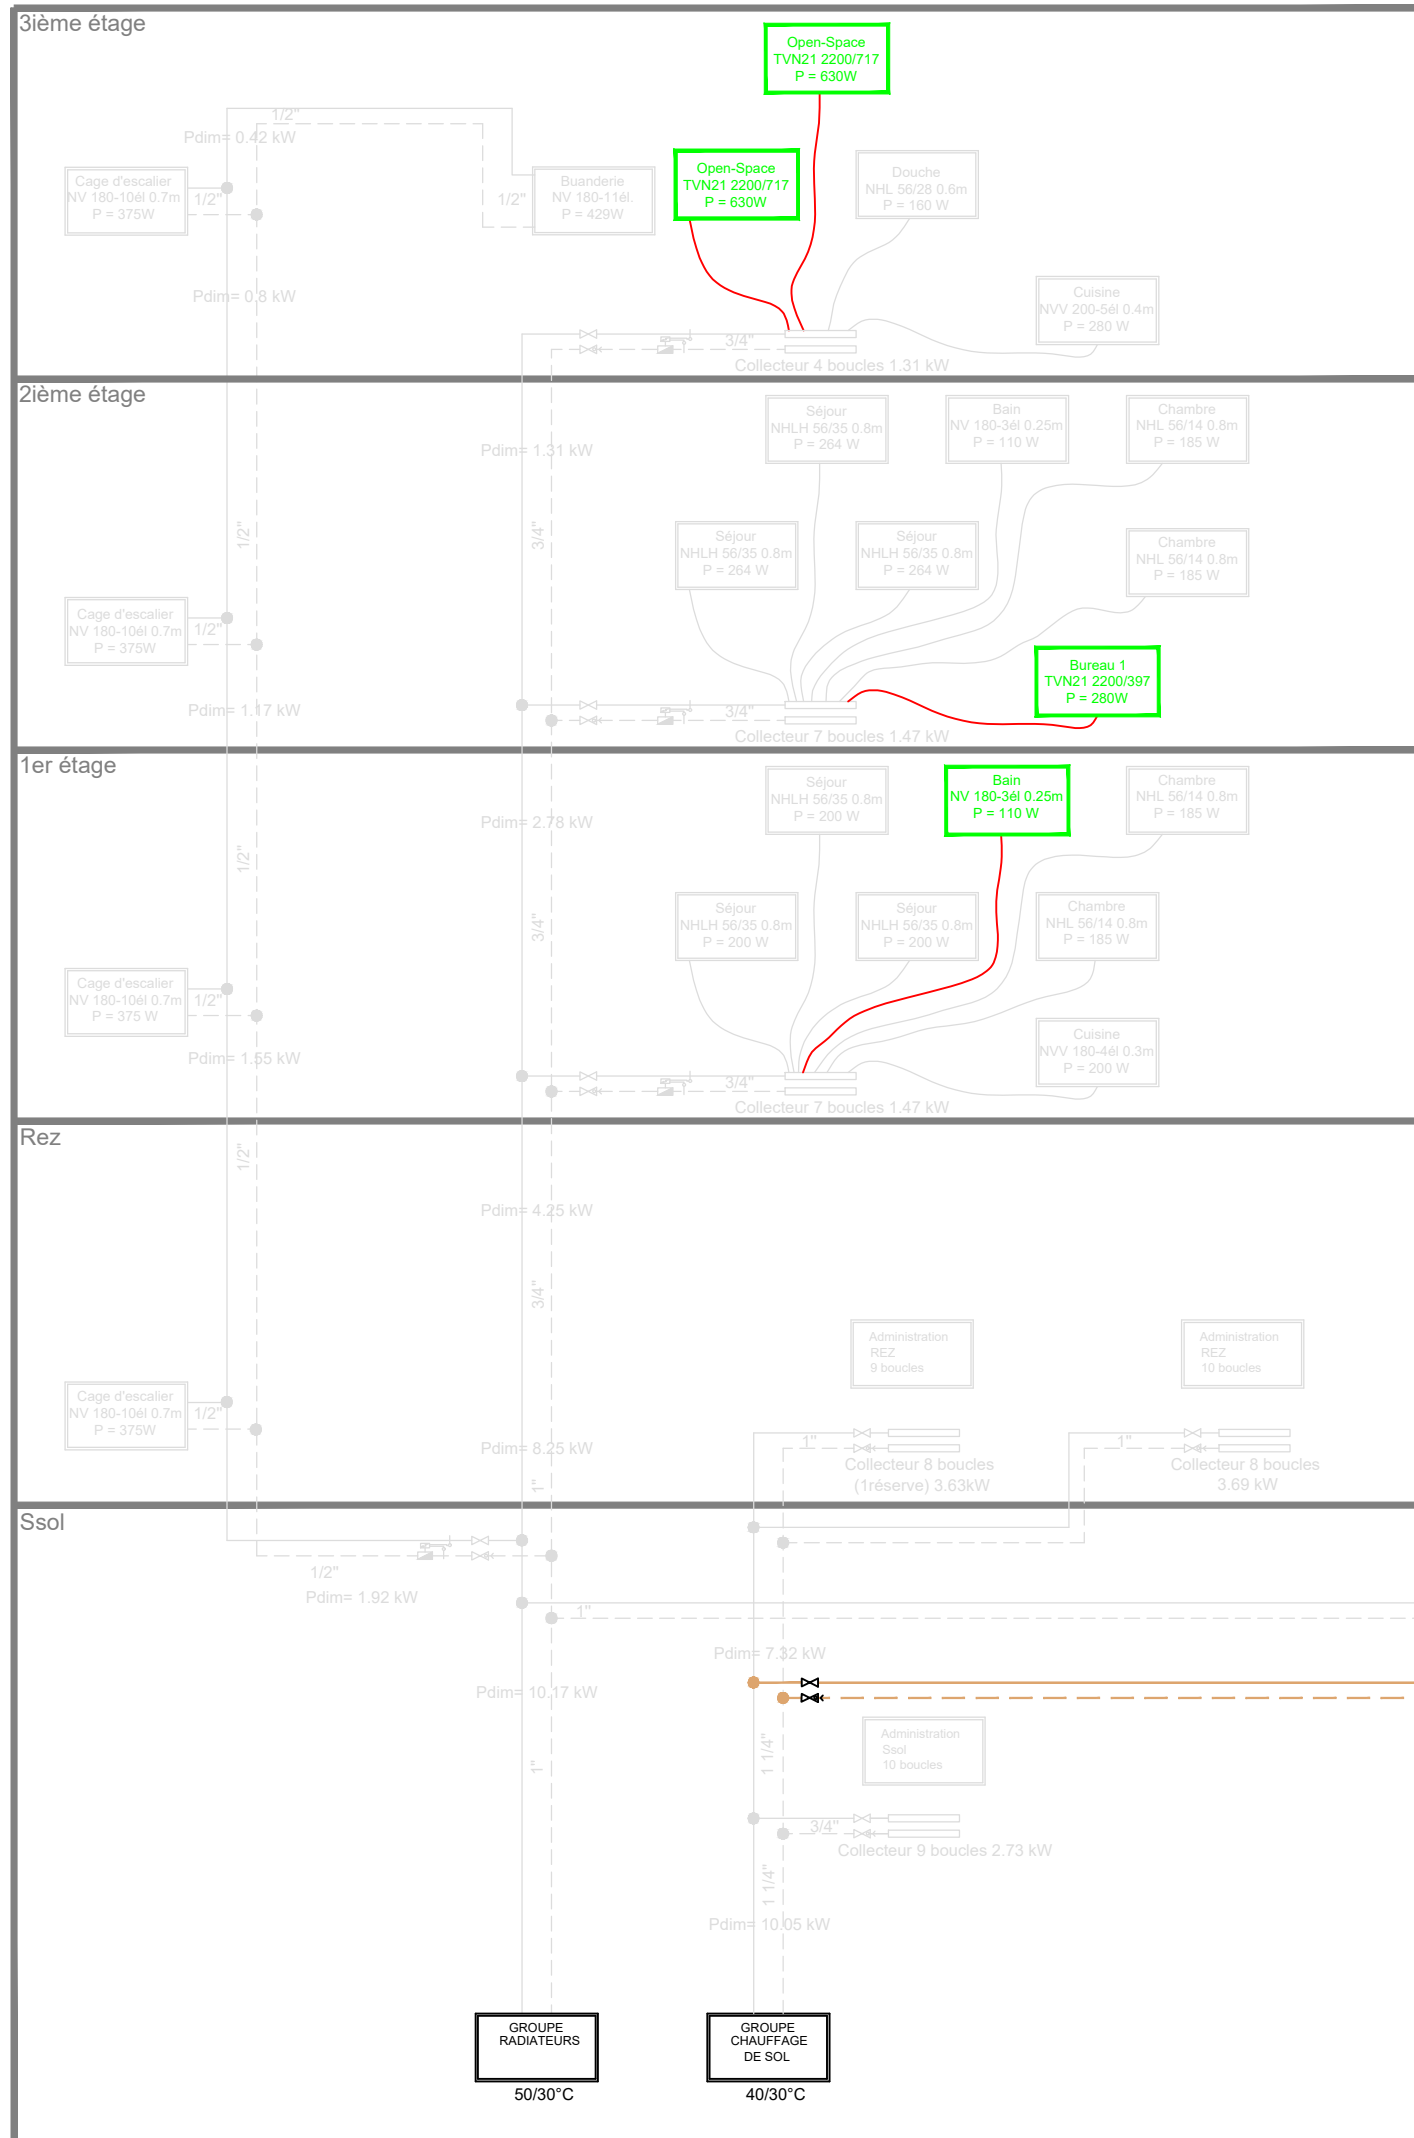 3ième étage
Open-Space
TVN21 2200/717
P = 630W
1/2"
Pdim= 0.42 kW
Cage d'escalier
NV 180-10él 0.7m
P = 375W
1/2"
Buanderie
NV 180-11él.
P = 429W
1/2"
Open-Space
TVN21 2200/717
P = 630W
Douche
NHL 56/28 0.6m
P = 160 W
Pdim= 0.8 kW
Cuisine
NVV 200-5él 0.4m
P = 280 W
3/4"
Collecteur 4 boucles 1.31 kW
2ième étage
Séjour
NHLH 56/35 0.8m
P = 264 W
Bain
NV 180-3él 0.25m
P = 110 W
Chambre
NHL 56/14 0.8m
P = 185 W
Pdim= 1.31 kW
1/2"
3/4"
Séjour
NHLH 56/35 0.8m
P = 264 W
Séjour
NHLH 56/35 0.8m
P = 264 W
Chambre
NHL 56/14 0.8m
P = 185 W
Cage d'escalier
NV 180-10él 0.7m
P = 375W
1/2"
Bureau 1
TVN21 2200/397
P = 280W
Pdim= 1.17 kW
3/4"
Collecteur 7 boucles 1.47 kW
1er étage
Séjour
NHLH 56/35 0.8m
P = 200 W
Bain
NV 180-3él 0.25m
P = 110 W
Chambre
NHL 56/14 0.8m
P = 185 W
Pdim= 2.78 kW
1/2"
3/4"
Séjour
NHLH 56/35 0.8m
P = 200 W
Séjour
NHLH 56/35 0.8m
P = 200 W
Chambre
NHL 56/14 0.8m
P = 185 W
Cage d'escalier
NV 180-10él 0.7m
P = 375 W
1/2"
Cuisine
NVV 180-4él 0.3m
P = 200 W
Pdim= 1.55 kW
3/4"
Collecteur 7 boucles 1.47 kW
Rez
1/2"
Pdim= 4.25 kW
3/4"
Administration
REZ
9 boucles
Administration
REZ
10 boucles
Cage d'escalier
NV 180-10él 0.7m
P = 375W
1/2"
Pdim= 8.25 kW
1"
1"
1"
Collecteur 8 boucles
(1réserve) 3.63kW
Collecteur 8 boucles
3.69 kW
Ssol
1/2"
Pdim= 1.92 kW
1"
Pdim= 7.32 kW
Pdim= 10.17 kW
1"
1 1/4"
Administration
Ssol
10 boucles
3/4"
Collecteur 9 boucles 2.73 kW
1 1/4"
Pdim= 10.05 kW
GROUPE
RADIATEURS
50/30°C
GROUPE
CHAUFFAGE
DE SOL
40/30°C